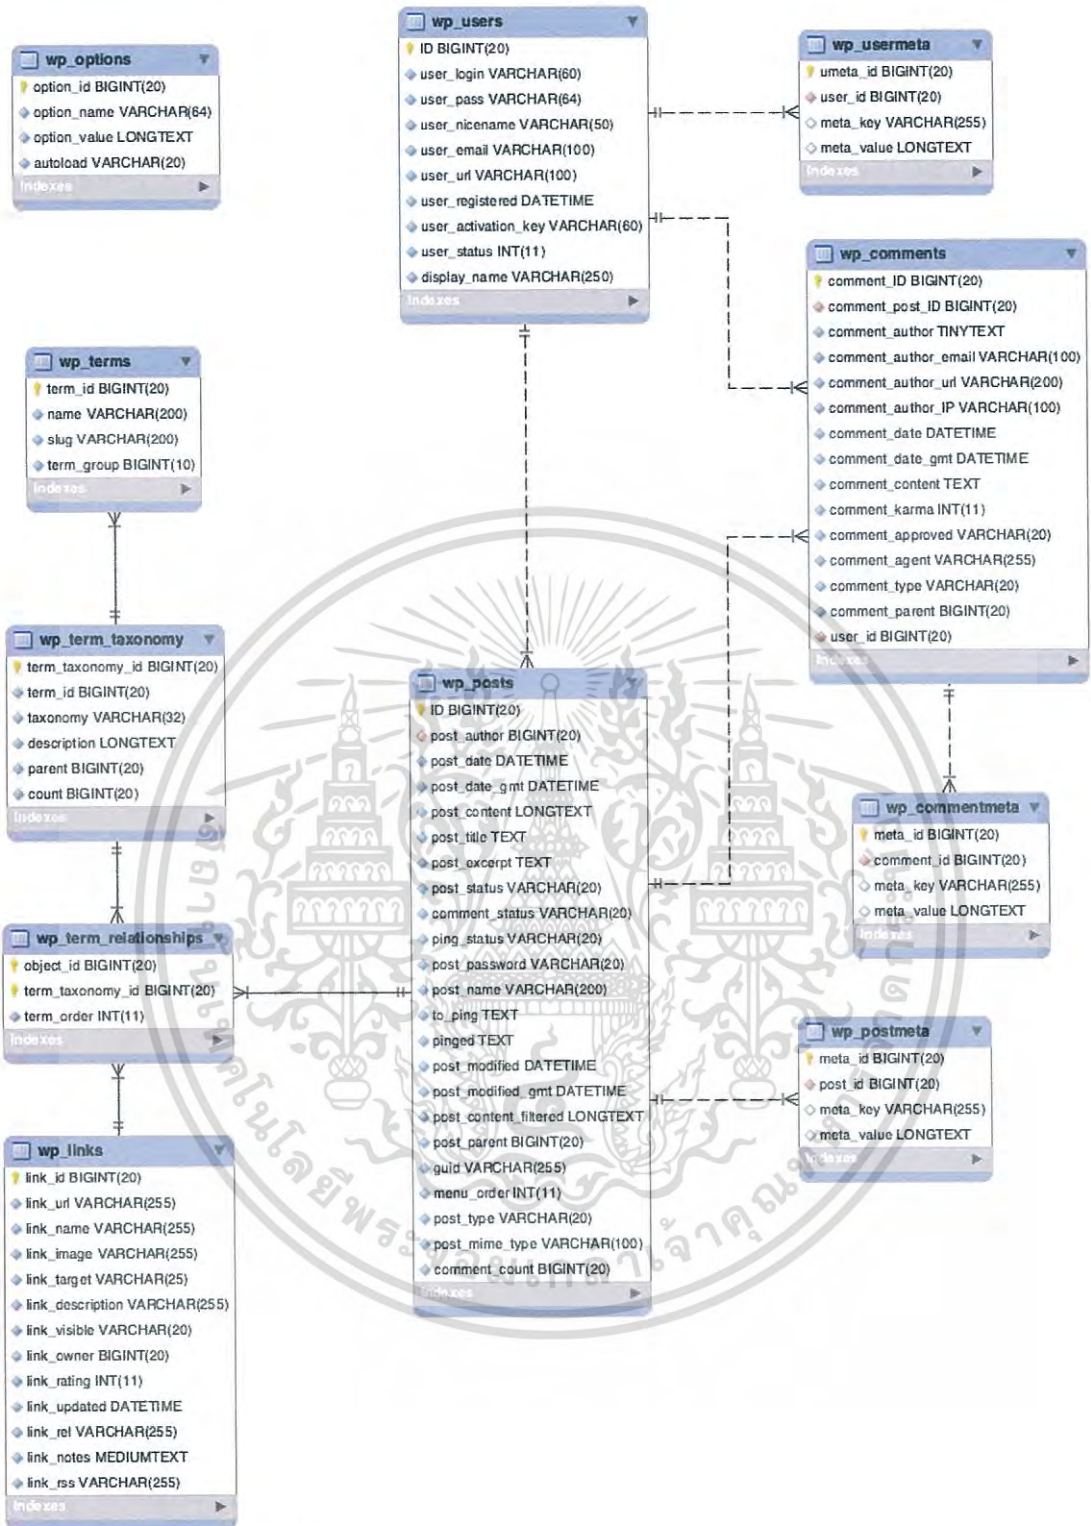 wp_options
option_id BIGINT(20)
option_name VARCHAR(64)
option_value LONGTEXT
autoload VARCHAR(20)
Indexes
wp_users
ID BIGINT(20)
user_login VARCHAR(60)
user_pass VARCHAR(64)
user_nicename VARCHAR(50)
user_email VARCHAR(100)
user_url VARCHAR(100)
user_registered DATETIME
user_activation_key VARCHAR(60)
user_status INT(11)
display_name VARCHAR(250)
Indexes
wp_usermeta
umeta_id BIGINT(20)
user_id BIGINT(20)
meta_key VARCHAR(255)
meta_value LONGTEXT
Indexes
wp_comments
comment_ID BIGINT(20)
comment_post_ID BIGINT(20)
comment_author TINYTEXT
comment_author_email VARCHAR(100)
comment_author_url VARCHAR(200)
comment_author_IP VARCHAR(100)
comment_date DATETIME
comment_date_gmt DATETIME
comment_content TEXT
comment_karma INT(11)
comment_approved VARCHAR(20)
comment_agent VARCHAR(255)
comment_type VARCHAR(20)
comment_parent BIGINT(20)
user_id BIGINT(20)
Indexes
wp_terms
term_id BIGINT(20)
name VARCHAR(200)
slug VARCHAR(200)
term_group BIGINT(10)
Indexes
wp_term_taxonomy
term_taxonomy_id BIGINT(20)
term_id BIGINT(20)
taxonomy VARCHAR(32)
description LONGTEXT
parent BIGINT(20)
count BIGINT(20)
Indexes
wp_posts
ID BIGINT(20)
post_author BIGINT(20)
post_date DATETIME
post_date_gmt DATETIME
post_content LONGTEXT
post_title TEXT
post_excerpt TEXT
post_status VARCHAR(20)
comment_status VARCHAR(20)
ping_status VARCHAR(20)
post_password VARCHAR(20)
post_name VARCHAR(200)
to_ping TEXT
pinged TEXT
post_modified DATETIME
post_modified_gmt DATETIME
post_content_filtered LONGTEXT
post_parent BIGINT(20)
guid VARCHAR(255)
menu_order INT(11)
post_type VARCHAR(20)
post_mime_type VARCHAR(100)
comment_count BIGINT(20)
Indexes
wp_commentmeta
meta_id BIGINT(20)
comment_id BIGINT(20)
meta_key VARCHAR(255)
meta_value LONGTEXT
Indexes
wp_term_relationships
object_id BIGINT(20)
term_taxonomy_id BIGINT(20)
term_order INT(11)
Indexes
wp_postmeta
meta_id BIGINT(20)
post_id BIGINT(20)
meta_key VARCHAR(255)
meta_value LONGTEXT
Indexes
wp_links
link_id BIGINT(20)
link_url VARCHAR(255)
link_name VARCHAR(255)
link_image VARCHAR(255)
link_target VARCHAR(25)
link_description VARCHAR(255)
link_visible VARCHAR(20)
link_owner BIGINT(20)
link_rating INT(11)
link_updated DATETIME
link_rel VARCHAR(255)
link_notes MEDIUMTEXT
link_rss VARCHAR(255)
Indexes